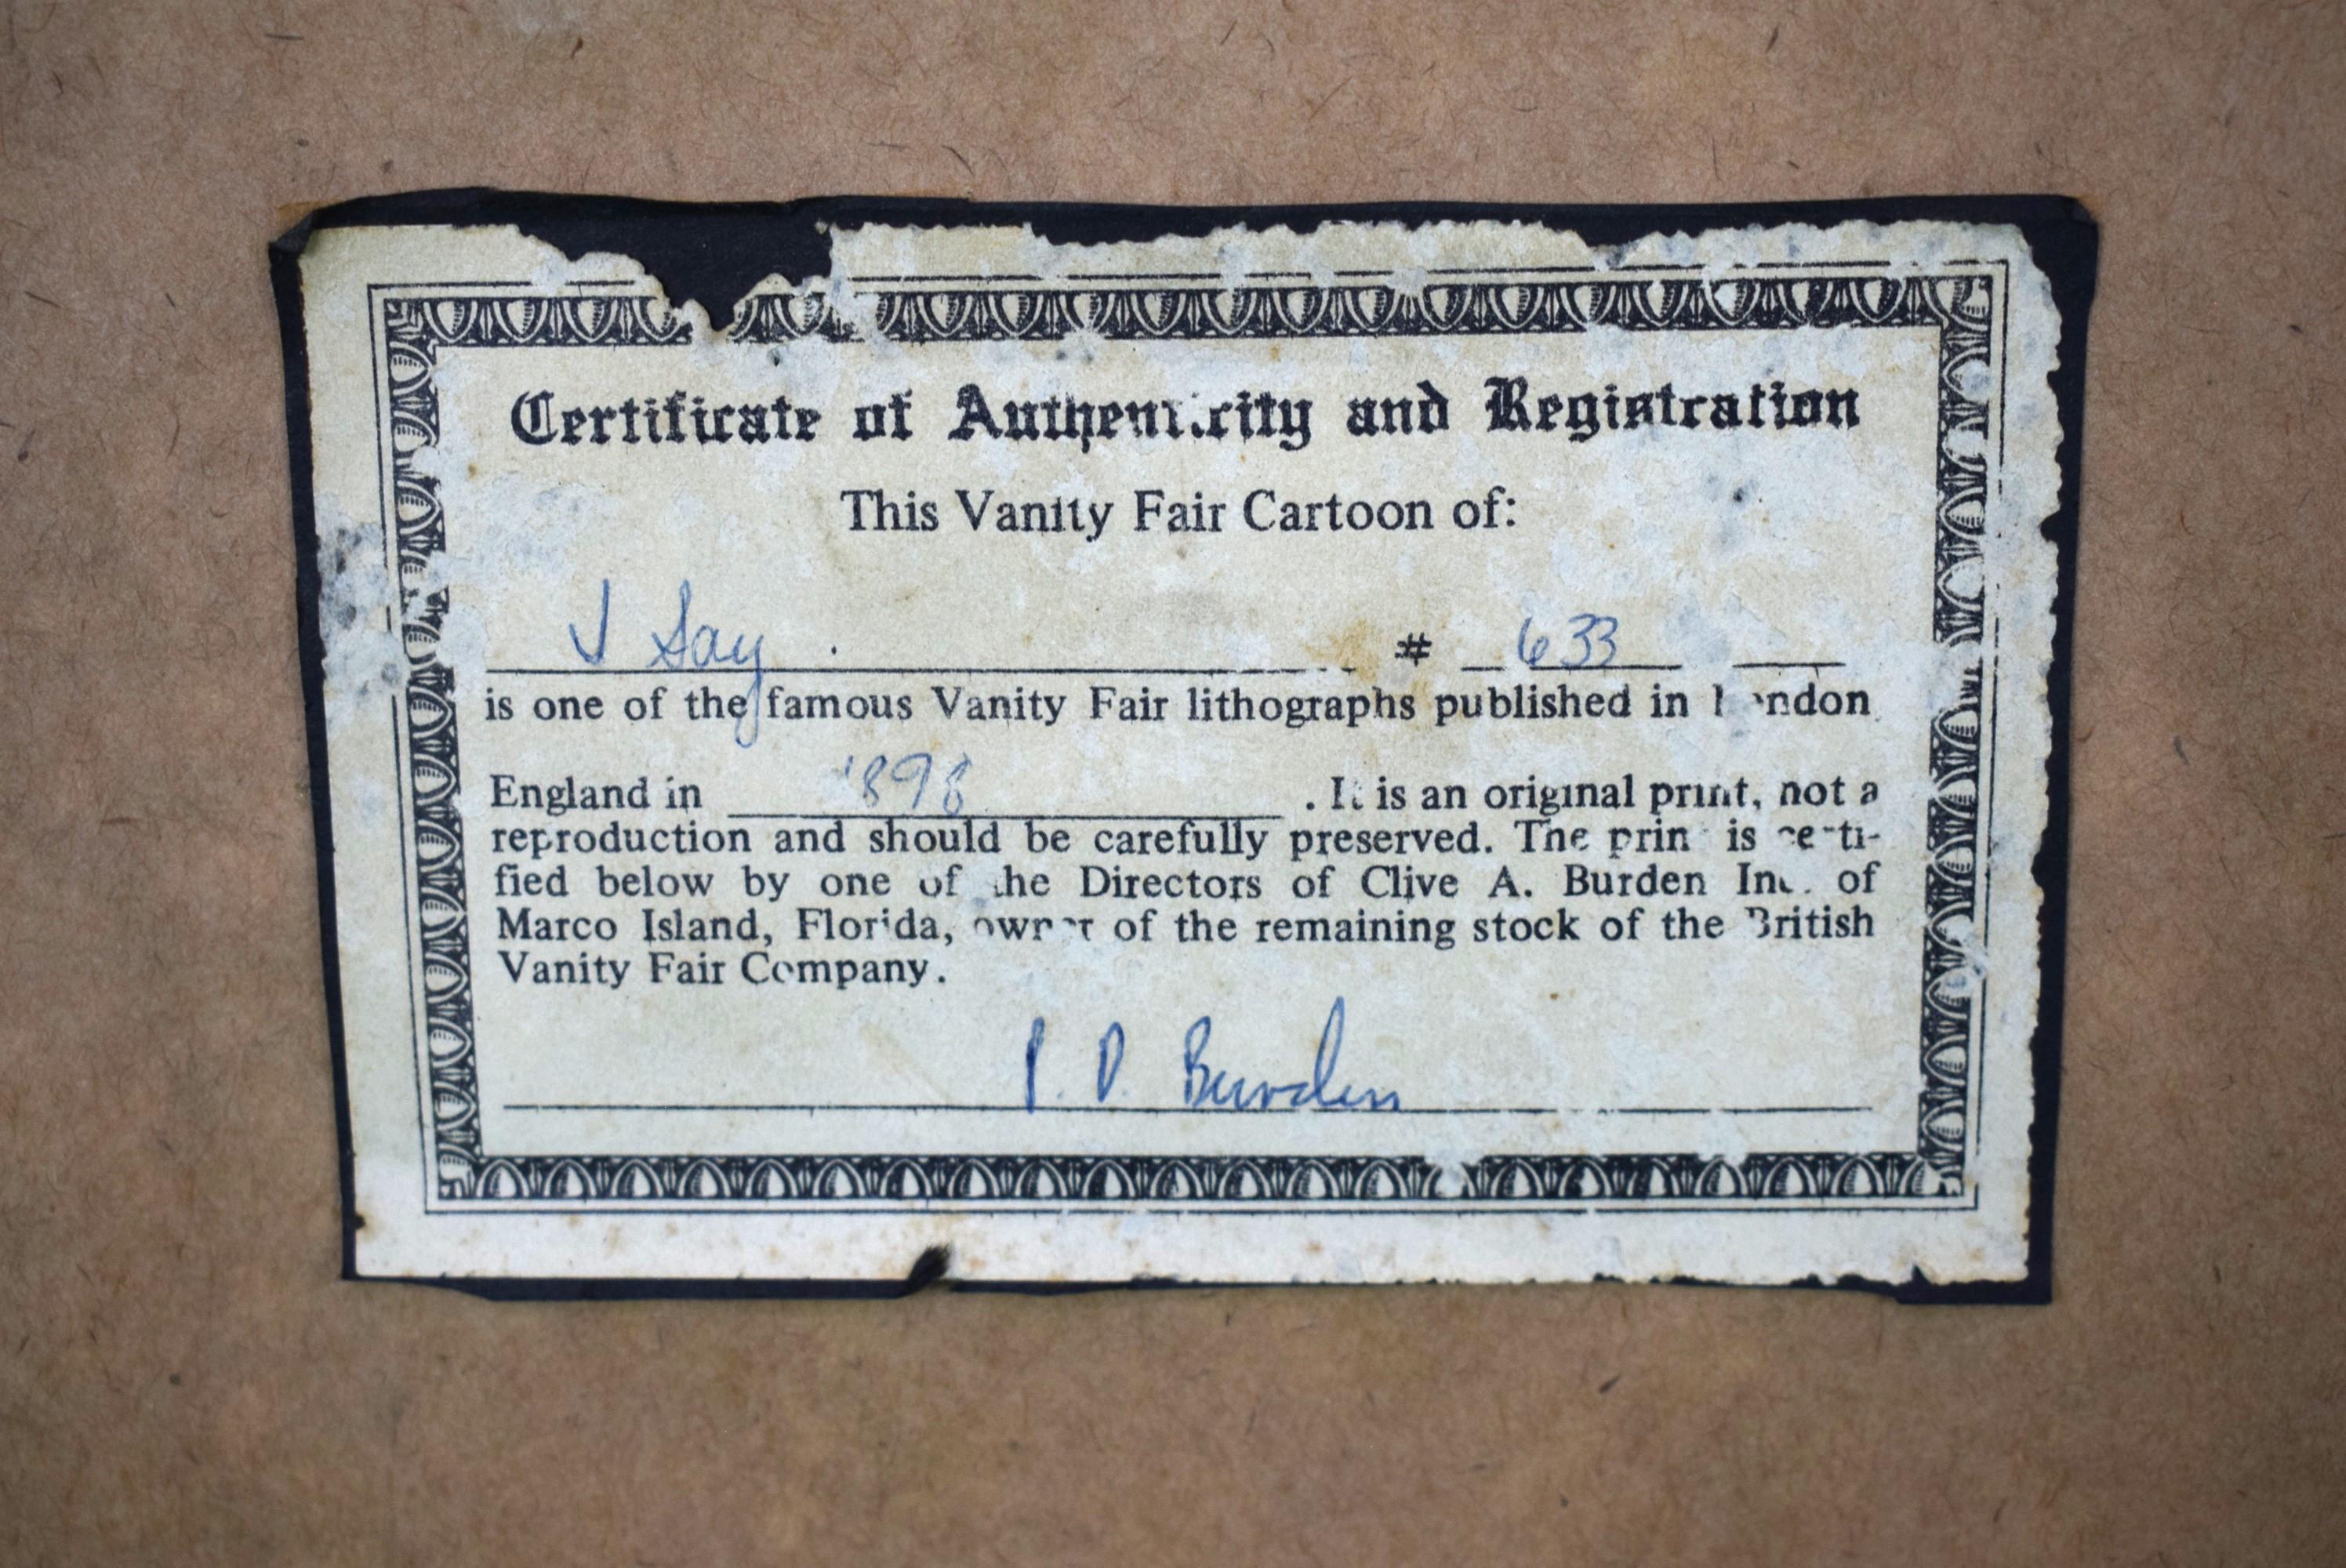 Certificate of Authenticity and Registration
This Vanity Fair Cartoon of:
I Say . # 633
is one of the famous Vanity Fair lithographs published in London
England in 1898 . It is an original print, not a
reproduction and should be carefully preserved. The print is certi-
fied below by one of the Directors of Clive A. Burden Inc. of
Marco Island, Florida, owner of the remaining stock of the British
Vanity Fair Company.
P. D. Burden